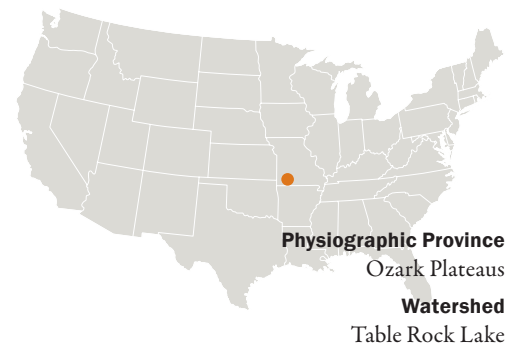 Physiographic Province
Ozark Plateaus
Watershed
Table Rock Lake